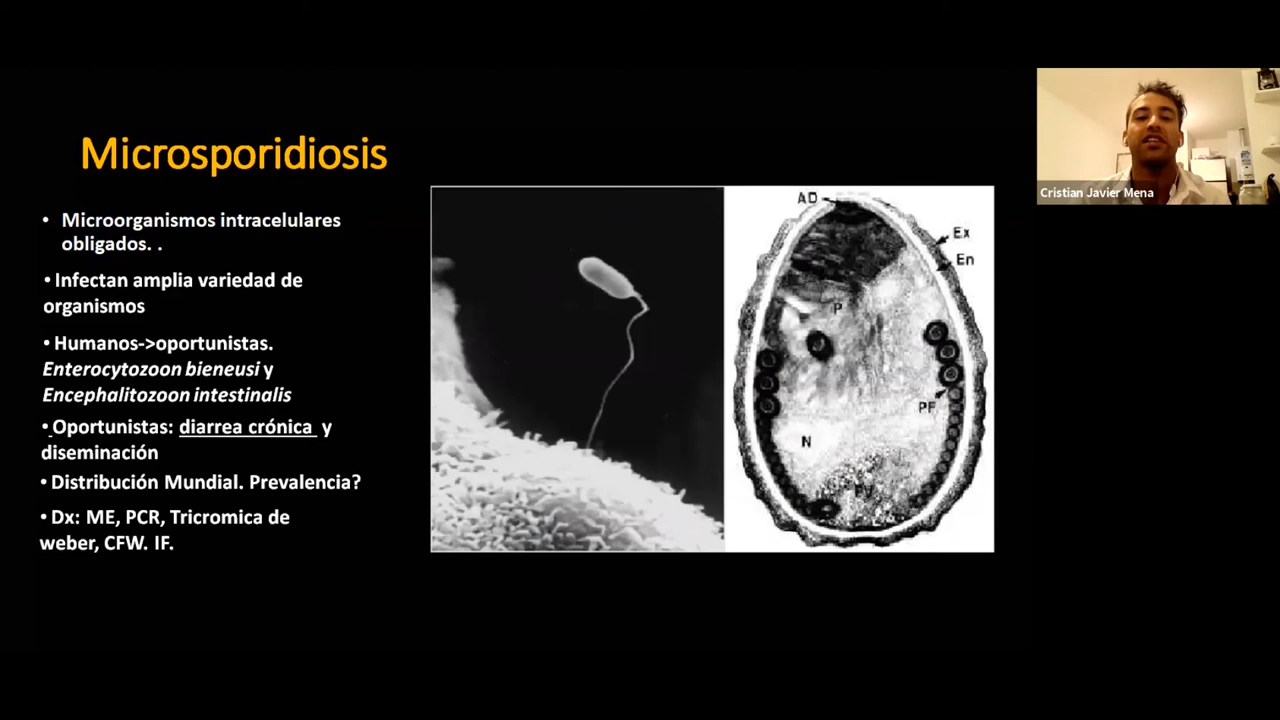 Microsporidiosis
• Microorganismos intracelulares
obligados. .
• Infectan amplia variedad de
organismos
• Humanos->oportunistas.
Enterocytozoon bieneusi y
Encephalitozoon intestinalis
• Oportunistas: diarrea crónica y
diseminación
• Distribución Mundial. Prevalencia?
• Dx: ME, PCR, Tricromica de
weber, CFW. IF.
AD
Ex
En
P
PF
N
Cristian Javier Mena